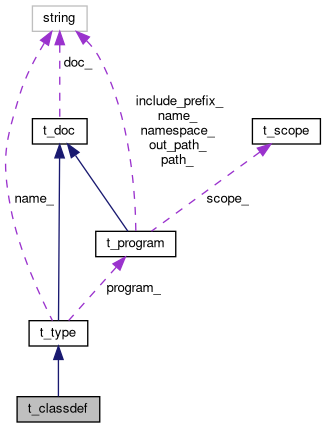 string
doc_
include_prefix_
name_
namespace_
out_path_
path_
t_doc
t_scope
name_
scope_
t_program
program_
t_type
t_classdef